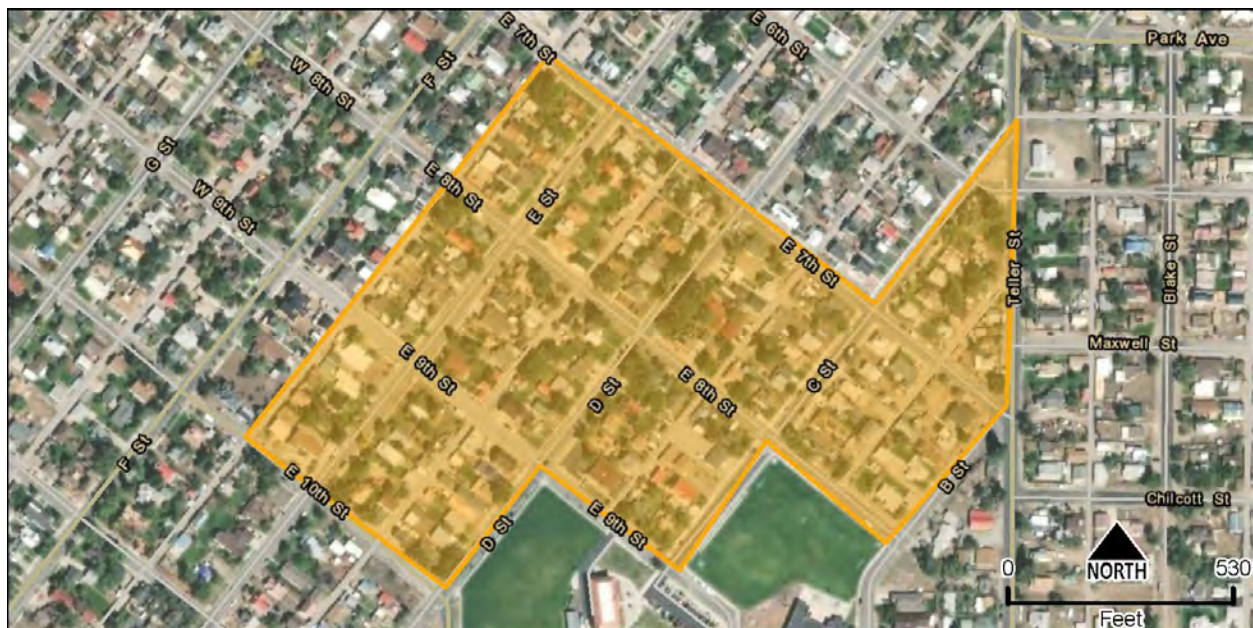 E 7th St
E 6th St
Park Ave
F St
W 8th St
G St
W 9th St
E 8th St
E St
E 7th St
Teller St
Blake St
Maxwell St
E 9th St
D St
E 8th St
C St
F St
E 10th St
D St
E 9th St
B St
Chilcott St
NORTH
0
530
Feet